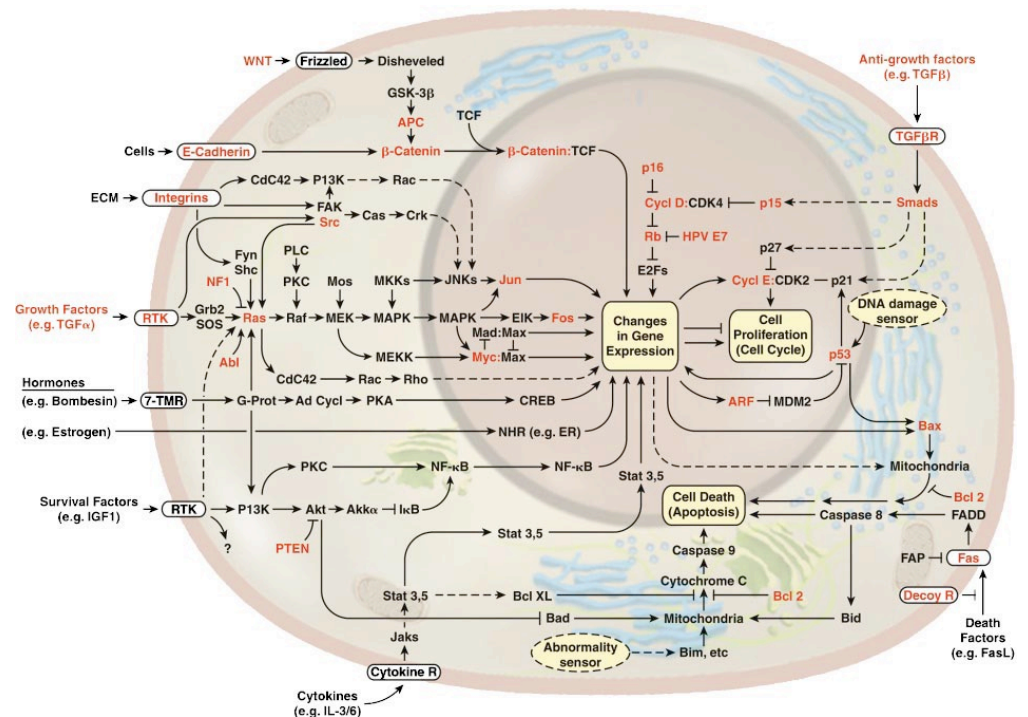 WNT
Frizzled
Disheveled
GSK-3β
APC
TCF
Cells
E-Cadherin
β-Catenin
β-Catenin:TCF
ECM
Integrins
CdC42
P13K
Rac
FAK
Src
Cas
Crk
Fyn
Shc
PLC
NF1
PKC
Mos
MKKs
JNKs
Jun
Growth Factors
(e.g. TGFα)
RTK
Grb2
SOS
Ras
Raf
MEK
MAPK
MAPK
ElK
Fos
Mad:Max
Abl
MEKK
Myc:Max
CdC42
Rac
Rho
Hormones
(e.g. Bombesin)
7-TMR
G-Prot
Ad Cycl
PKA
CREB
(e.g. Estrogen)
NHR (e.g. ER)
PKC
NF-κB
NF-κB
Stat 3,5
Survival Factors
(e.g. IGF1)
RTK
P13K
Akt
Akkα
IκB
?
PTEN
Stat 3,5
Stat 3,5
Bcl XL
Bad
Jaks
Cytokine R
Cytokines
(e.g. IL-3/6)
Abnormality
sensor
Bim, etc
Mitochondria
Cytochrome C
Caspase 9
Cell Death
(Apoptosis)
Bcl 2
Bid
Caspase 8
FADD
Bcl 2
Mitochondria
Bax
FAP
Fas
Decoy R
Death
Factors
(e.g. FasL)
Changes
in Gene
Expression
Cell
Proliferation
(Cell Cycle)
ARF
MDM2
p53
DNA damage
sensor
Cycl E:CDK2
p21
p27
E2Fs
Rb
HPV E7
Cycl D:CDK4
p15
p16
Smads
TGFβR
Anti-growth factors
(e.g. TGFβ)